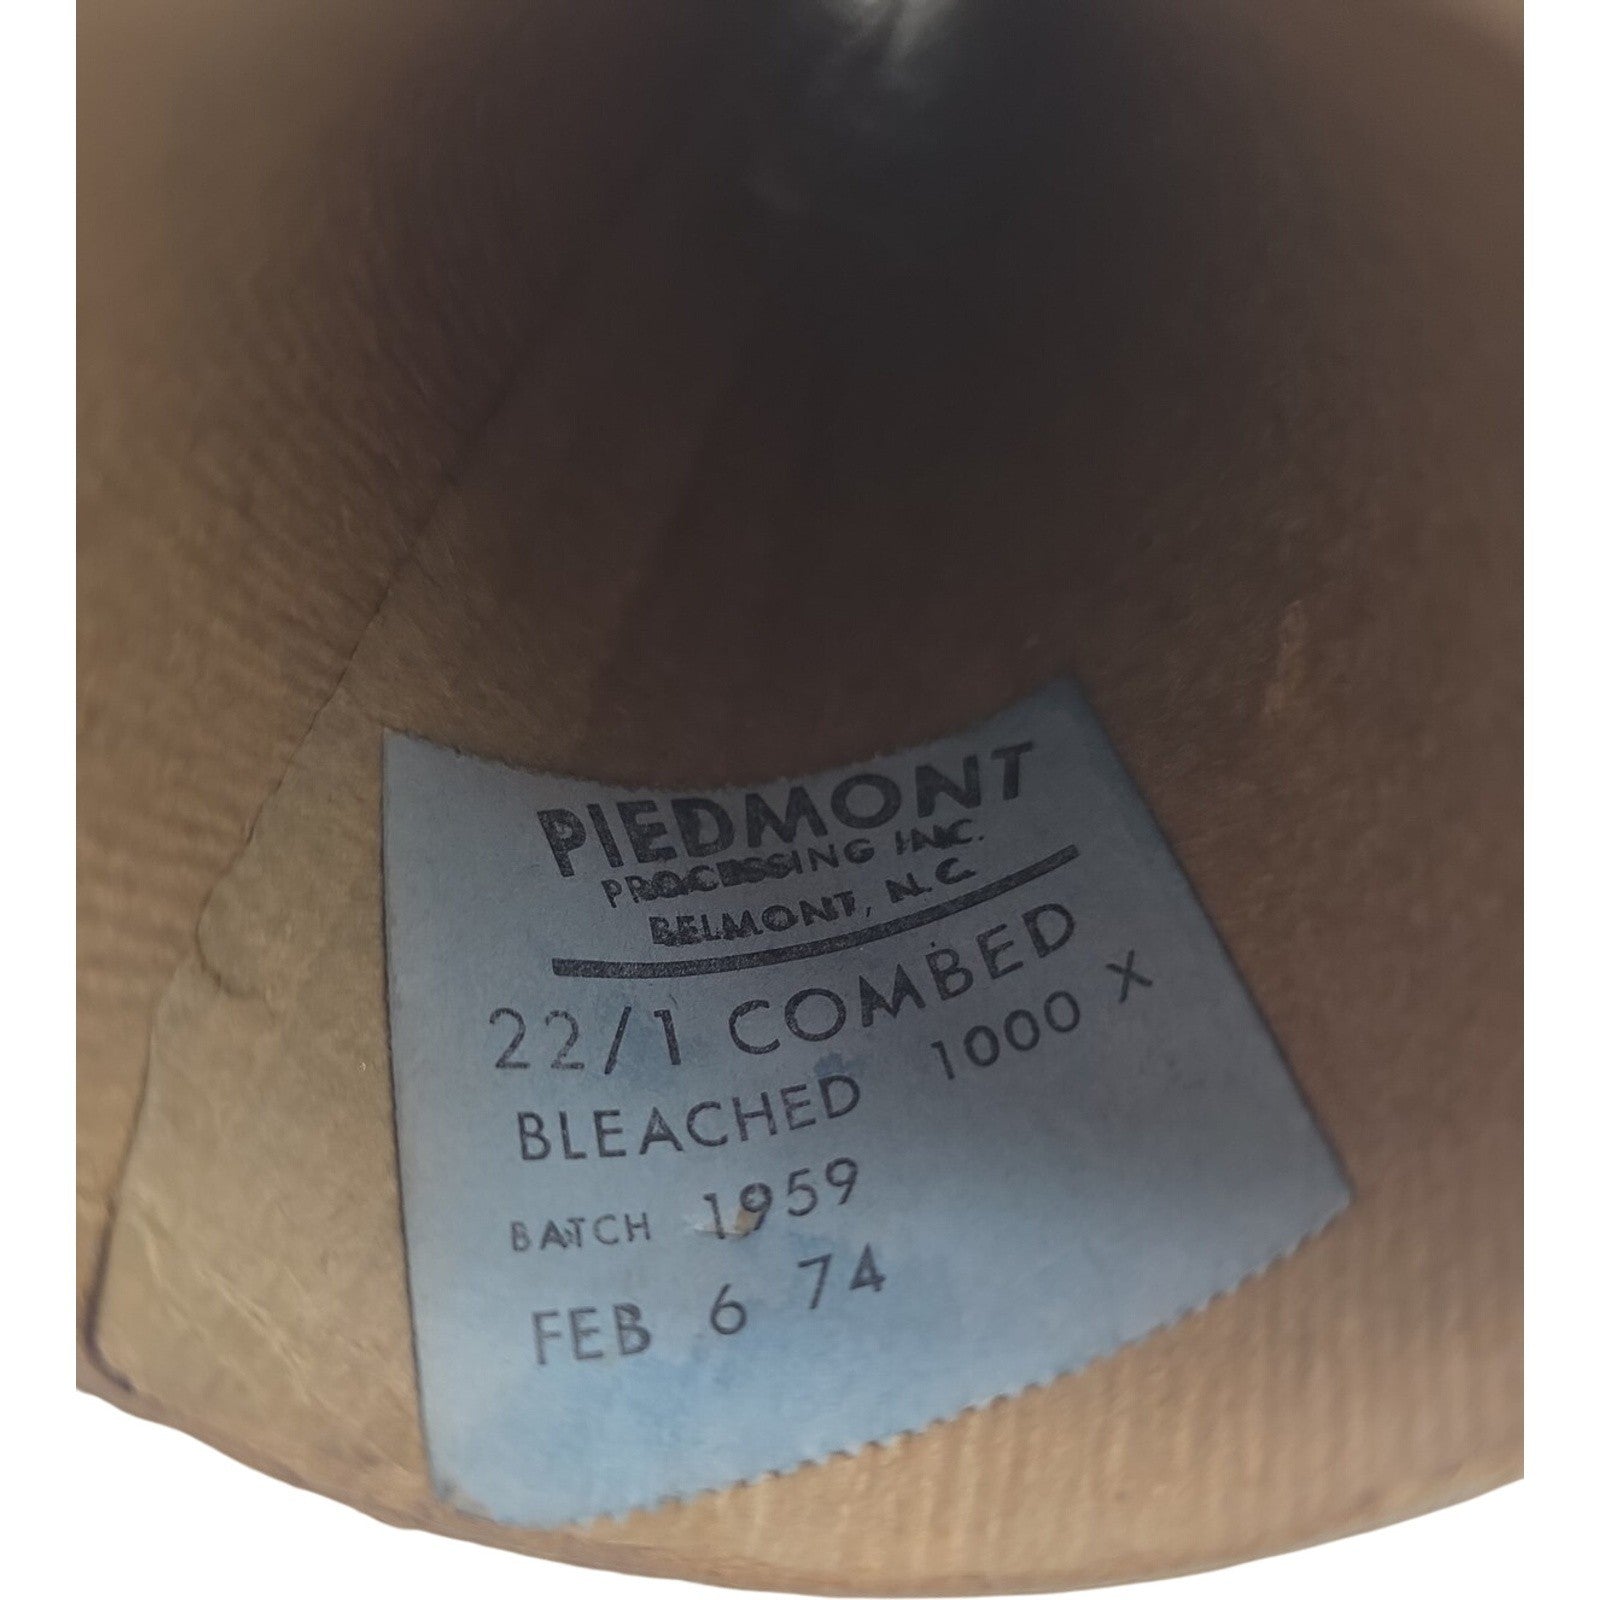 PIEDMONT
PROCESSING INC.
BELMONT, N.C.
22/1 COMBED
BLEACHED 1000 X
BATCH 1959
FEB 6 74